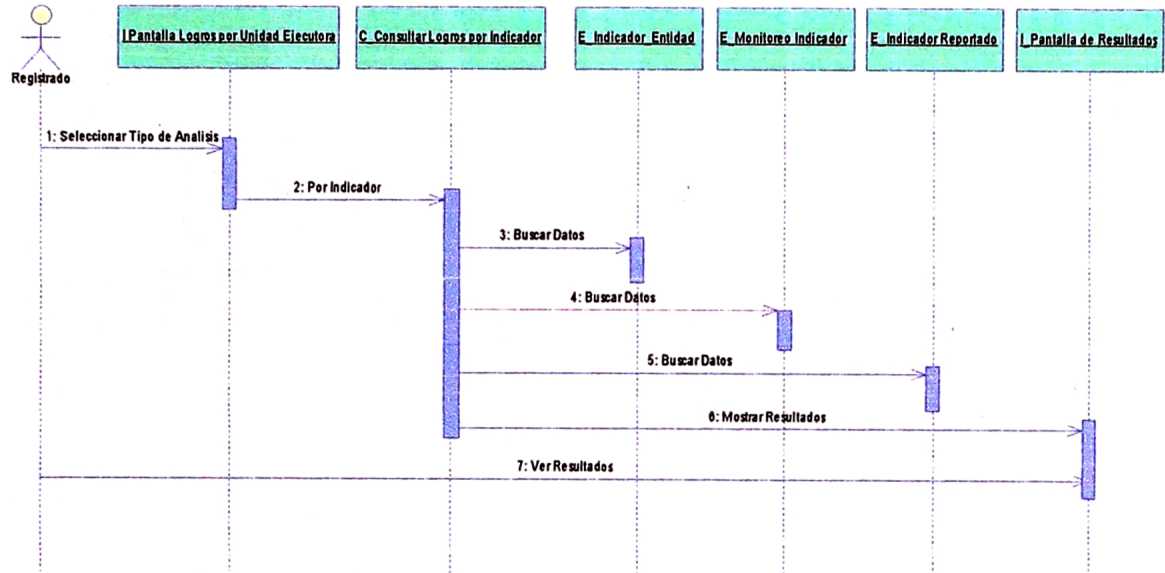 I Pantalla Logros por Unidad Ejecutora
C_Consultar Logros por Indicador
E_Indicador_Entidad
E_Monitoreo Indicador
E_Indicador Reportado
I_Pantalla de Resultados
Registrado
1: Seleccionar Tipo de Analisis
2: Por Indicador
3: Buscar Datos
4: Buscar Datos
5: Buscar Datos
6: Mostrar Resultados
7: Ver Resultados